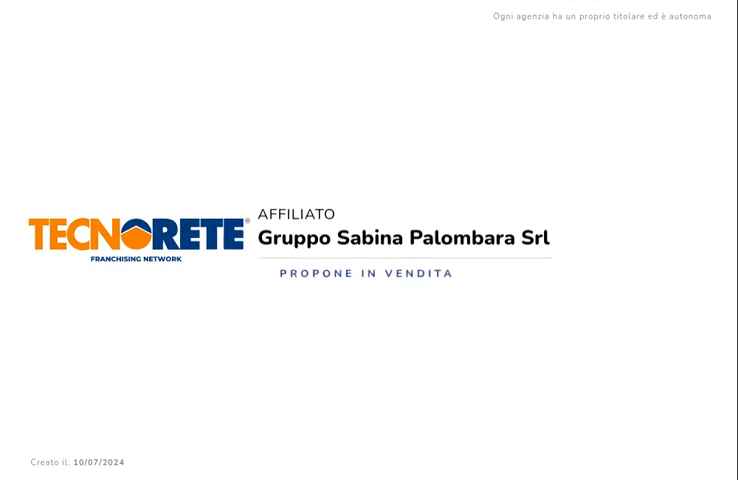 Ogni agenzia ha un proprio titolare ed è autonoma
AFFILIATO
TECNORETE®
Gruppo Sabina Palombara Srl
FRANCHISING NETWORK
PROPONE IN VENDITA
Creato il: 10/07/2024